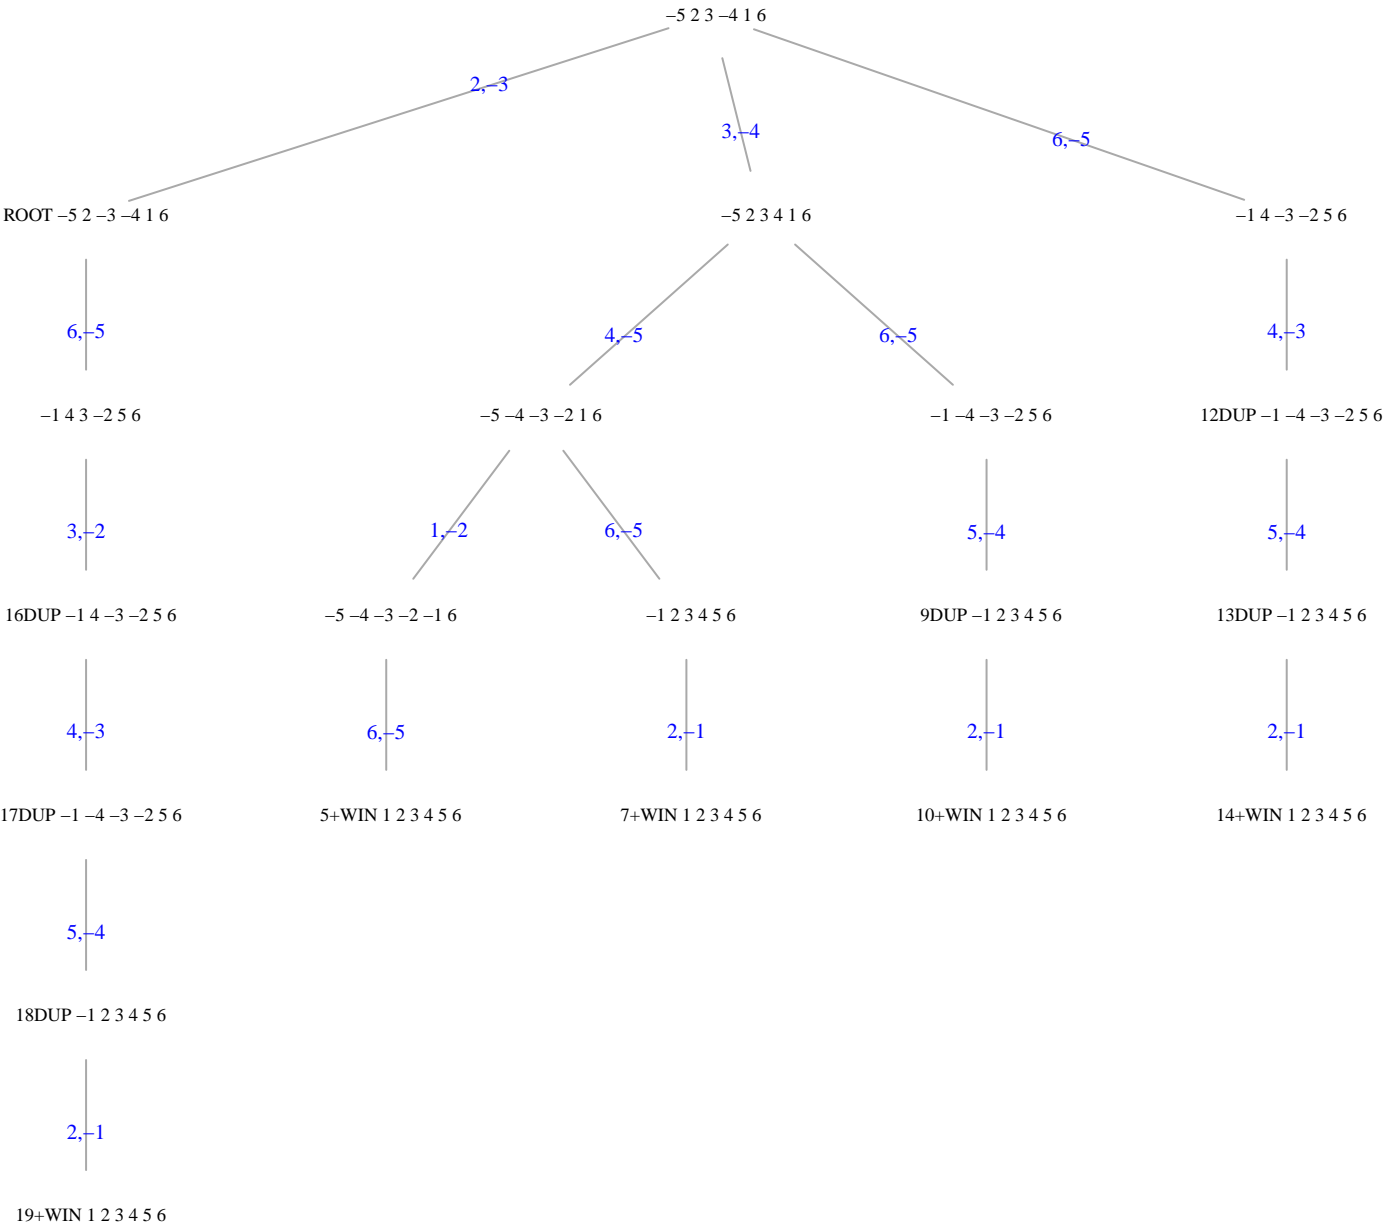 –5 2 3 –4 1 6
2,–3
3,–4
6,–5
ROOT –5 2 –3 –4 1 6
–5 2 3 4 1 6
–1 4 –3 –2 5 6
6,–5
4,–5
6,–5
4,–3
–1 4 3 –2 5 6
–5 –4 –3 –2 1 6
–1 –4 –3 –2 5 6
12DUP –1 –4 –3 –2 5 6
3,–2
1,–2
6,–5
5,–4
5,–4
16DUP –1 4 –3 –2 5 6
–5 –4 –3 –2 –1 6
–1 2 3 4 5 6
9DUP –1 2 3 4 5 6
13DUP –1 2 3 4 5 6
4,–3
6,–5
2,–1
2,–1
2,–1
17DUP –1 –4 –3 –2 5 6
5+WIN 1 2 3 4 5 6
7+WIN 1 2 3 4 5 6
10+WIN 1 2 3 4 5 6
14+WIN 1 2 3 4 5 6
5,–4
18DUP –1 2 3 4 5 6
2,–1
19+WIN 1 2 3 4 5 6